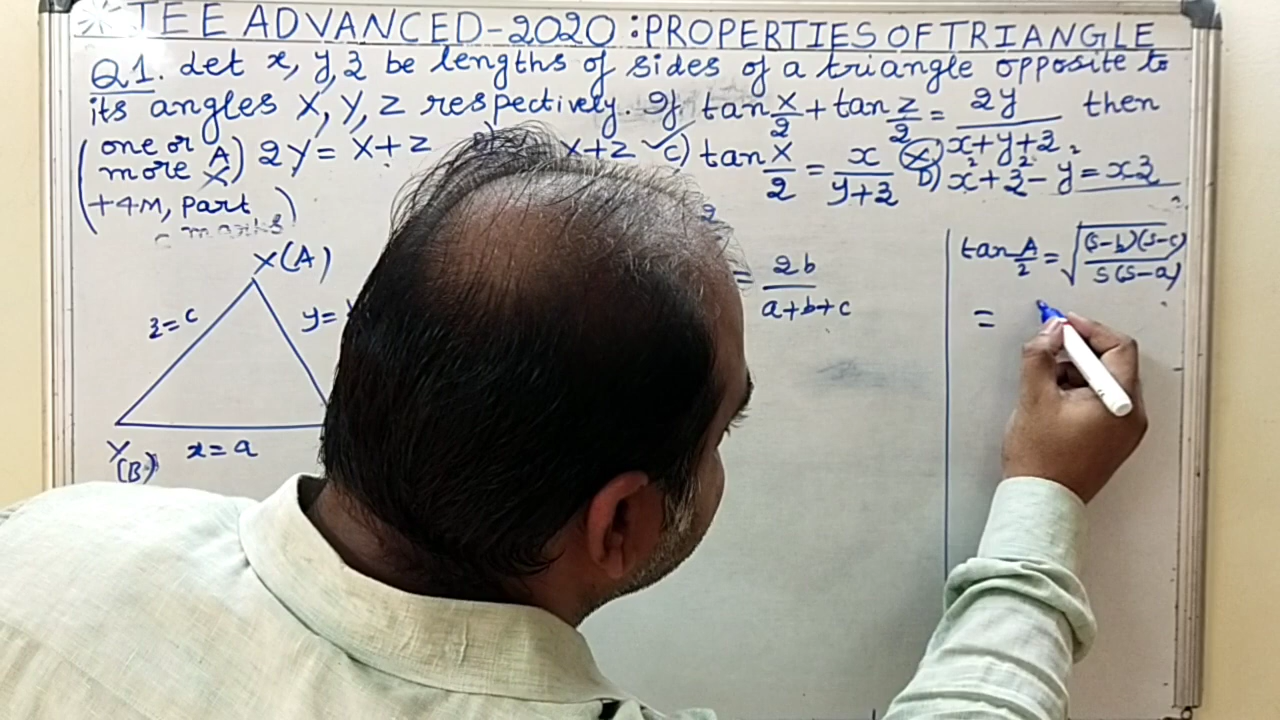 JEE ADVANCED-2020: PROPERTIES OF TRIANGLE
Q1. Let x, y, z be lengths of sides of a triangle opposite to
its angles X, Y, Z respectively. If tan X/2 + tan Z/2 = 2y/(x+y+z) then
(one or more A) 2Y = X+Z X+Z C) tan X/2 = x/(y+z) D) x²+z²-y²=xz
+4M, Part
marks)
X(A)
z=c y=
Y(B) x=a
= 2b/(a+b+c)
tan A/2 = √((s-b)(s-c)/s(s-a))
=